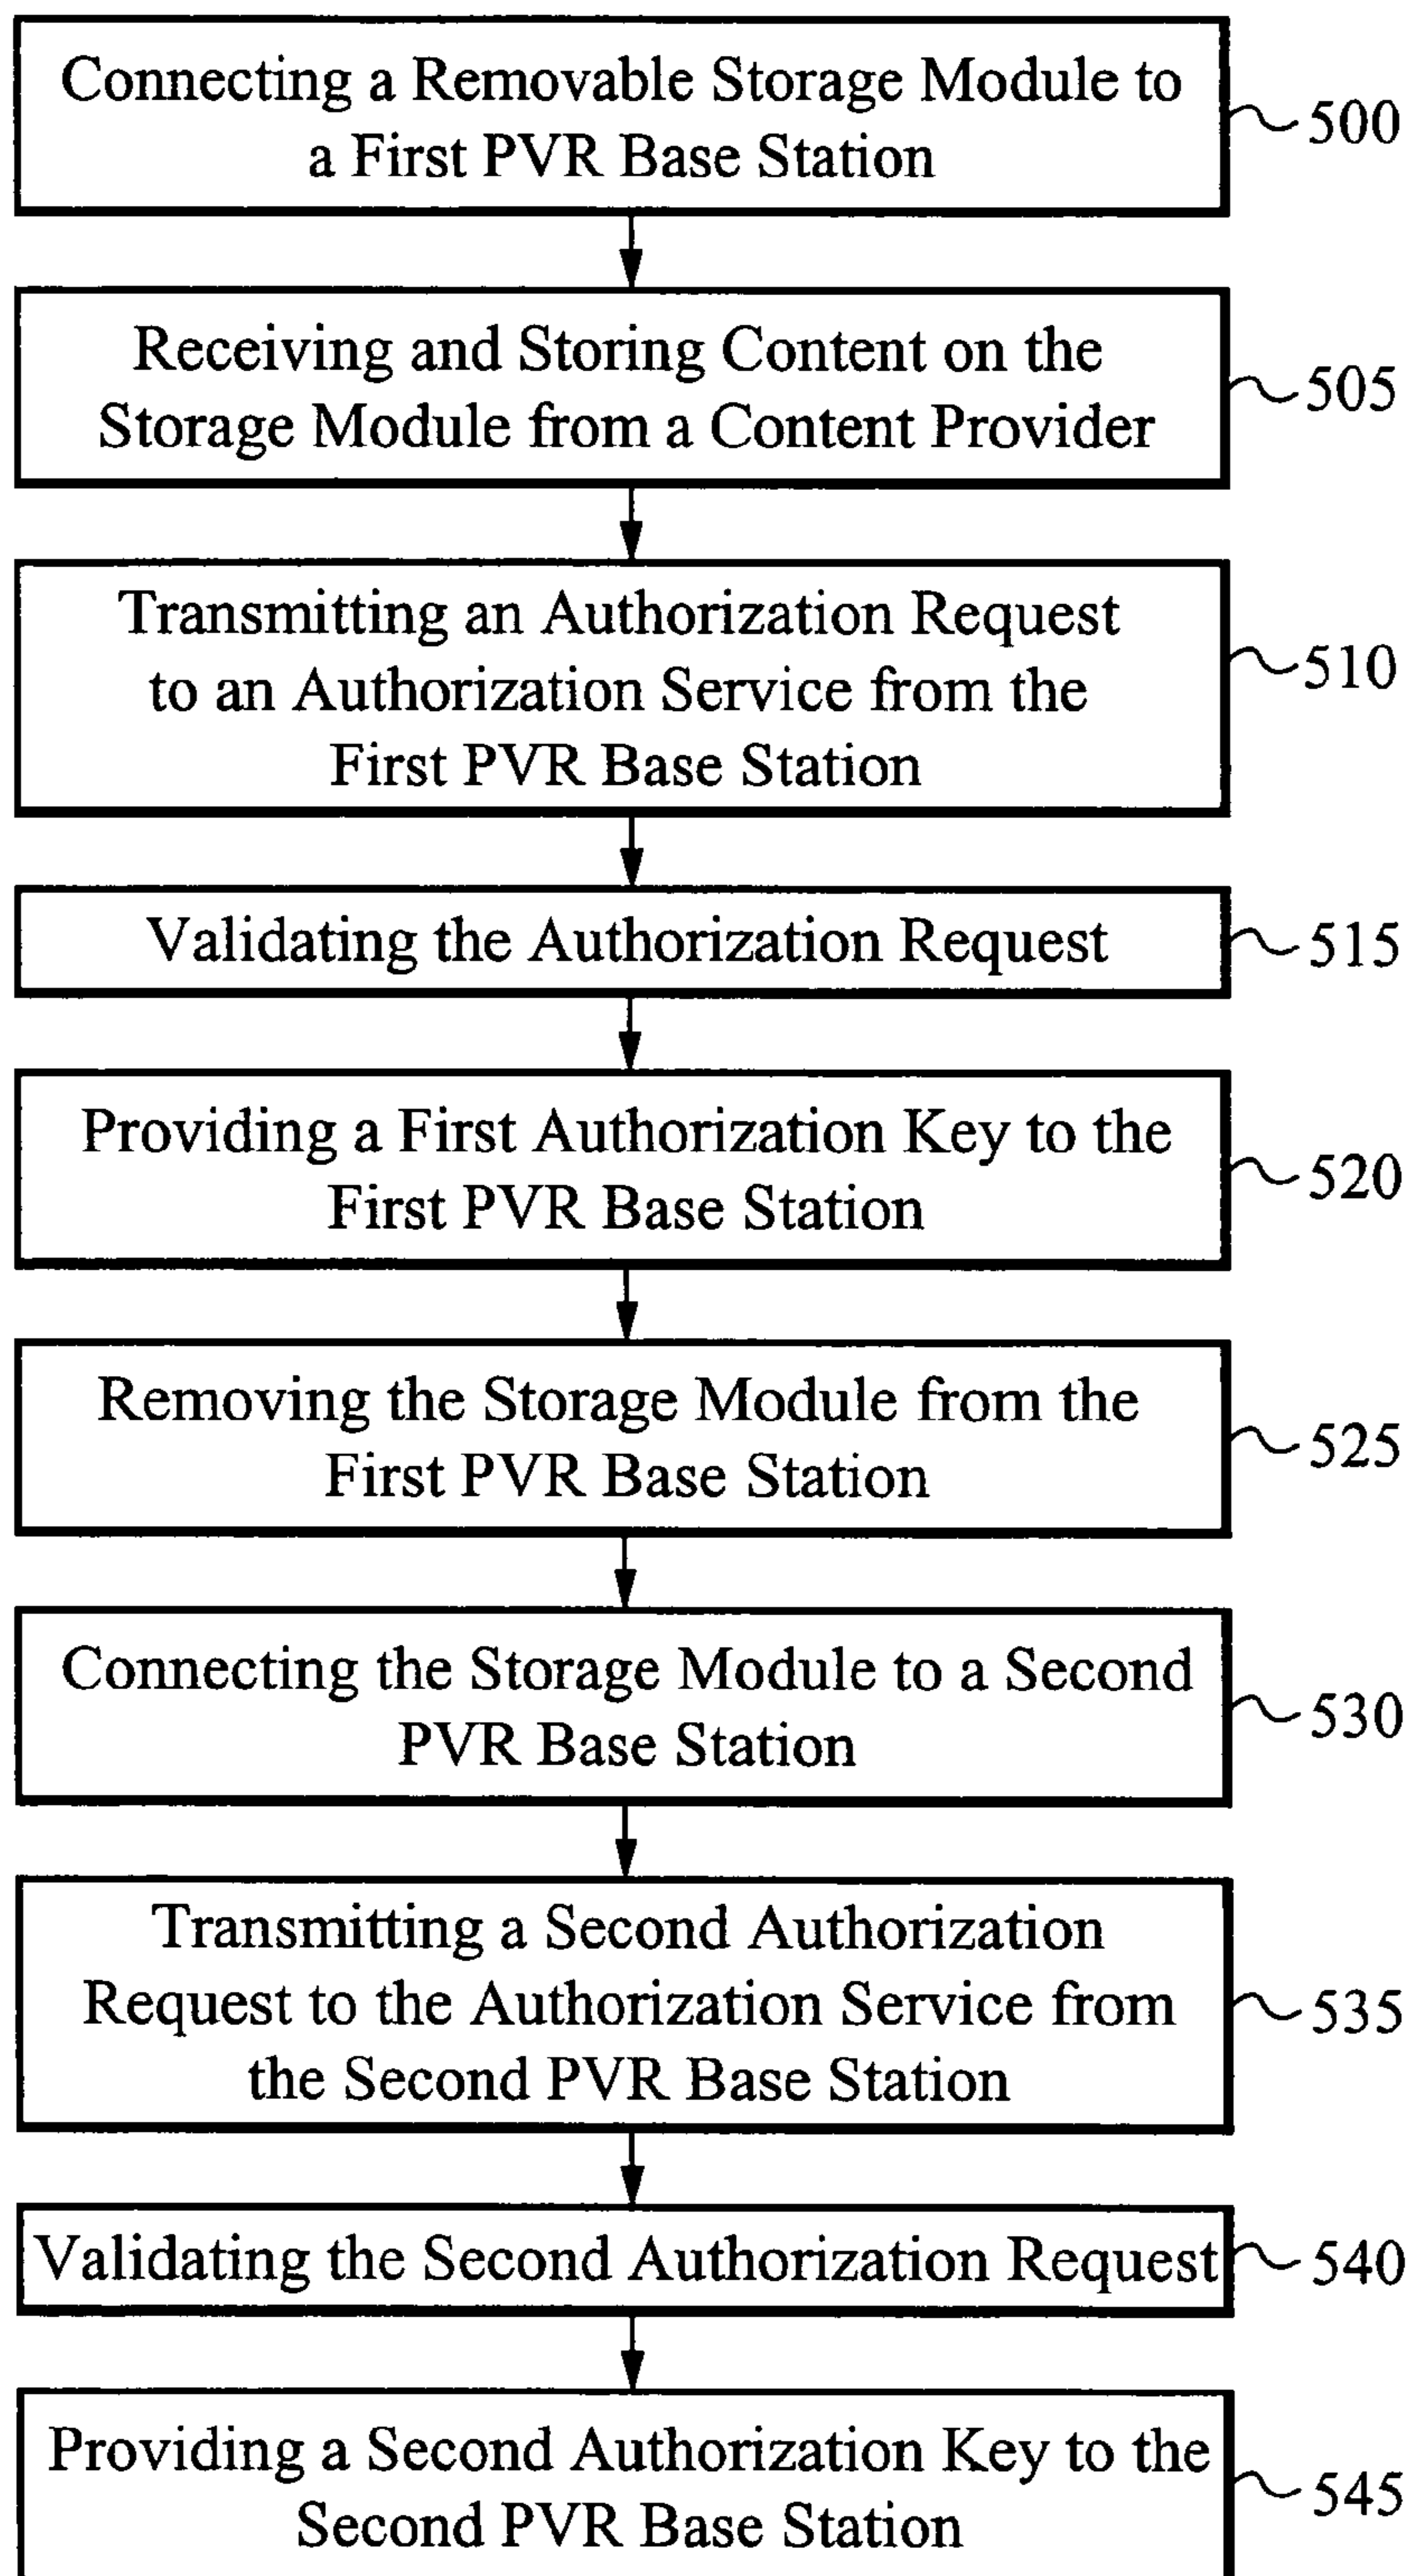 Connecting a Removable Storage Module to
a First PVR Base Station
500
Receiving and Storing Content on the
Storage Module from a Content Provider
505
Transmitting an Authorization Request
to an Authorization Service from the
First PVR Base Station
510
Validating the Authorization Request
515
Providing a First Authorization Key to the
First PVR Base Station
520
Removing the Storage Module from the
First PVR Base Station
525
Connecting the Storage Module to a Second
PVR Base Station
530
Transmitting a Second Authorization
Request to the Authorization Service from
the Second PVR Base Station
535
Validating the Second Authorization Request
540
Providing a Second Authorization Key to the
Second PVR Base Station
545